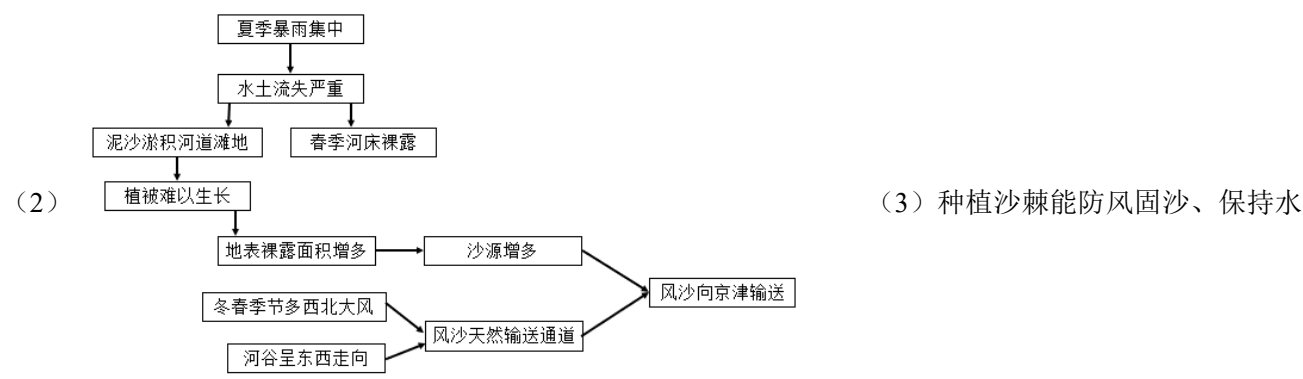 夏季暴雨集中
水土流失严重
泥沙淤积河道滩地
春季河床裸露
植被难以生长
（2）
（3）种植沙棘能防风固沙、保持水
地表裸露面积增多
沙源增多
冬春季节多西北大风
风沙向京津输送
风沙天然输送通道
河谷呈东西走向